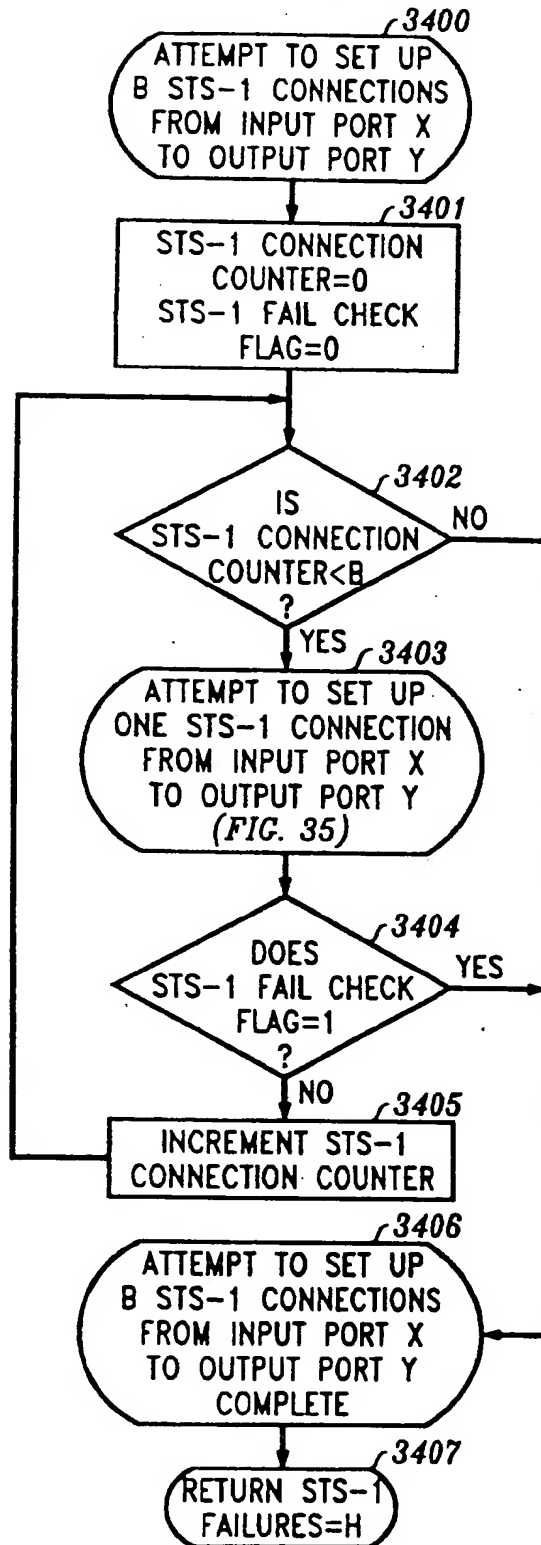 3400
ATTEMPT TO SET UP
B STS-1 CONNECTIONS
FROM INPUT PORT X
TO OUTPUT PORT Y
3401
STS-1 CONNECTION
COUNTER=0
STS-1 FAIL CHECK
FLAG=0
3402
IS
STS-1 CONNECTION
COUNTER<B
?
NO
YES
3403
ATTEMPT TO SET UP
ONE STS-1 CONNECTION
FROM INPUT PORT X
TO OUTPUT PORT Y
(FIG. 35)
3404
DOES
STS-1 FAIL CHECK
FLAG=1
?
YES
NO
3405
INCREMENT STS-1
CONNECTION COUNTER
3406
ATTEMPT TO SET UP
B STS-1 CONNECTIONS
FROM INPUT PORT X
TO OUTPUT PORT Y
COMPLETE
3407
RETURN STS-1
FAILURES=H